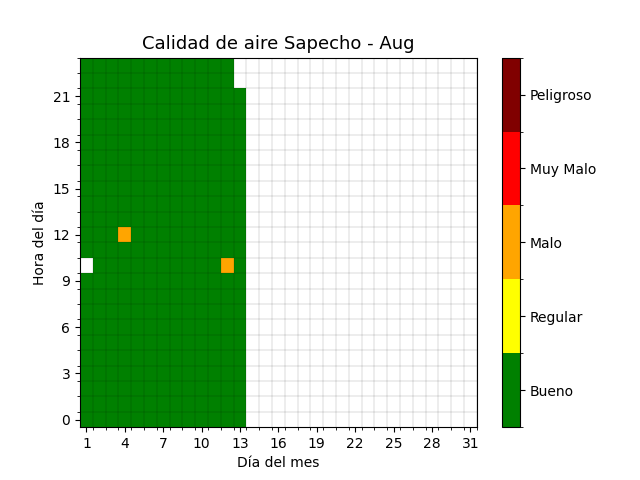 Calidad de aire Sapecho - Aug
Hora del día
21
18
15
12
9
6
3
0
1 4 7 10 13 16 19 22 25 28 31
Día del mes
Peligroso
Muy Malo
Malo
Regular
Bueno